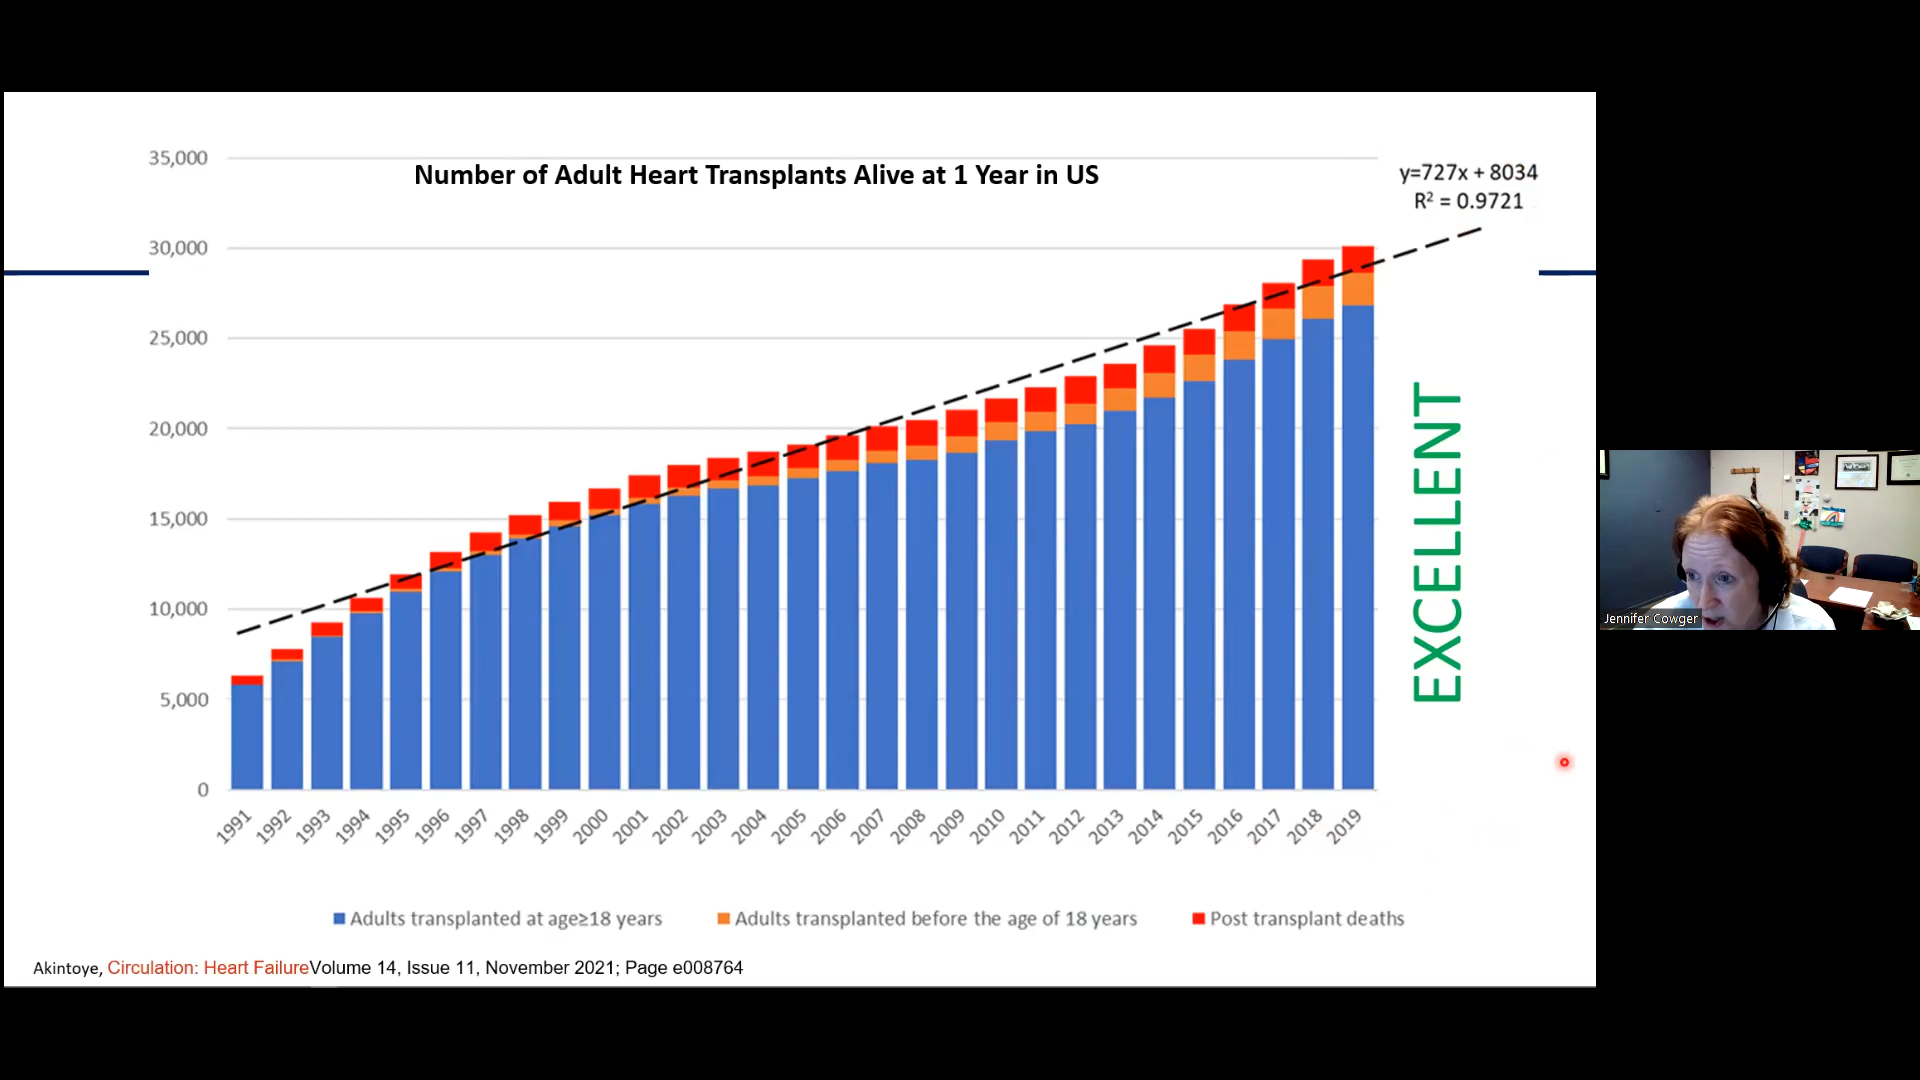 Number of Adult Heart Transplants Alive at 1 Year in US
y=727x + 8034
R² = 0.9721
35,000
30,000
25,000
20,000
15,000
10,000
5,000
0
EXCELLENT
1991 1992 1993 1994 1995 1996 1997 1998 1999 2000 2001 2002 2003 2004 2005 2006 2007 2008 2009 2010 2011 2012 2013 2014 2015 2016 2017 2018 2019
Adults transplanted at age≥18 years Adults transplanted before the age of 18 years Post transplant deaths
Akintoye, Circulation: Heart FailureVolume 14, Issue 11, November 2021; Page e008764
Jennifer Cowger